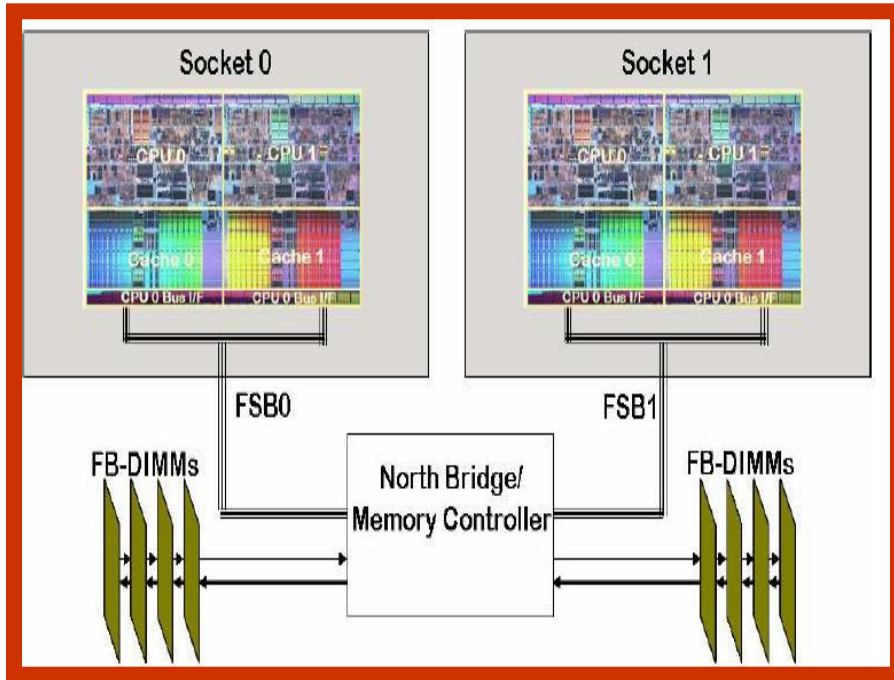 Socket 0
CPU 0
CPU 1
Cache 0
Cache 1
CPU 0 Bus I/F
CPU 0 Bus I/F
Socket 1
CPU 0
CPU 1
Cache 0
Cache 1
CPU 0 Bus I/F
CPU 0 Bus I/F
FSB0
FSB1
FB-DIMMs
North Bridge/
Memory Controller
FB-DIMMs